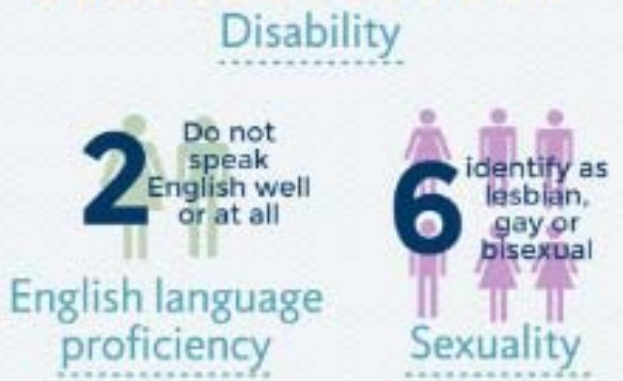 Disability
2
Do not
speak
English well
or at all
English language
proficiency
6
identify as
lesbian,
gay or
bisexual
Sexuality